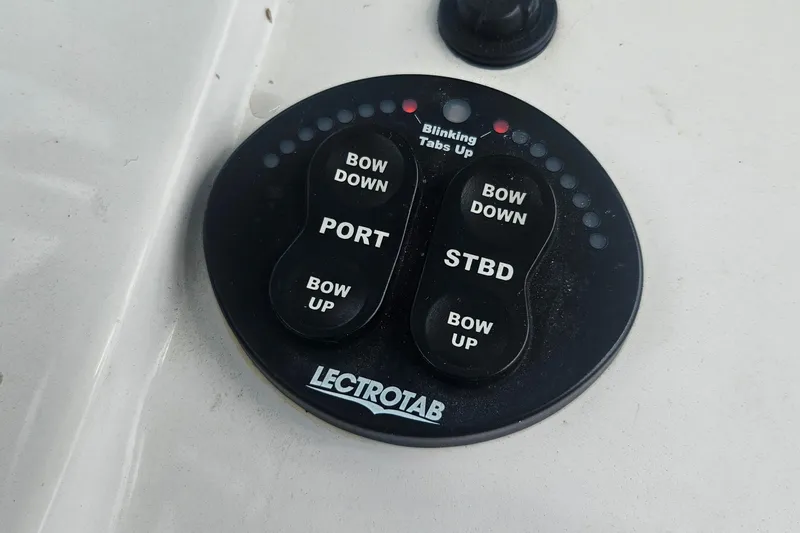 Blinking
Tabs Up
BOW
DOWN
PORT
BOW
UP
BOW
DOWN
STBD
BOW
UP
LECTROTAB